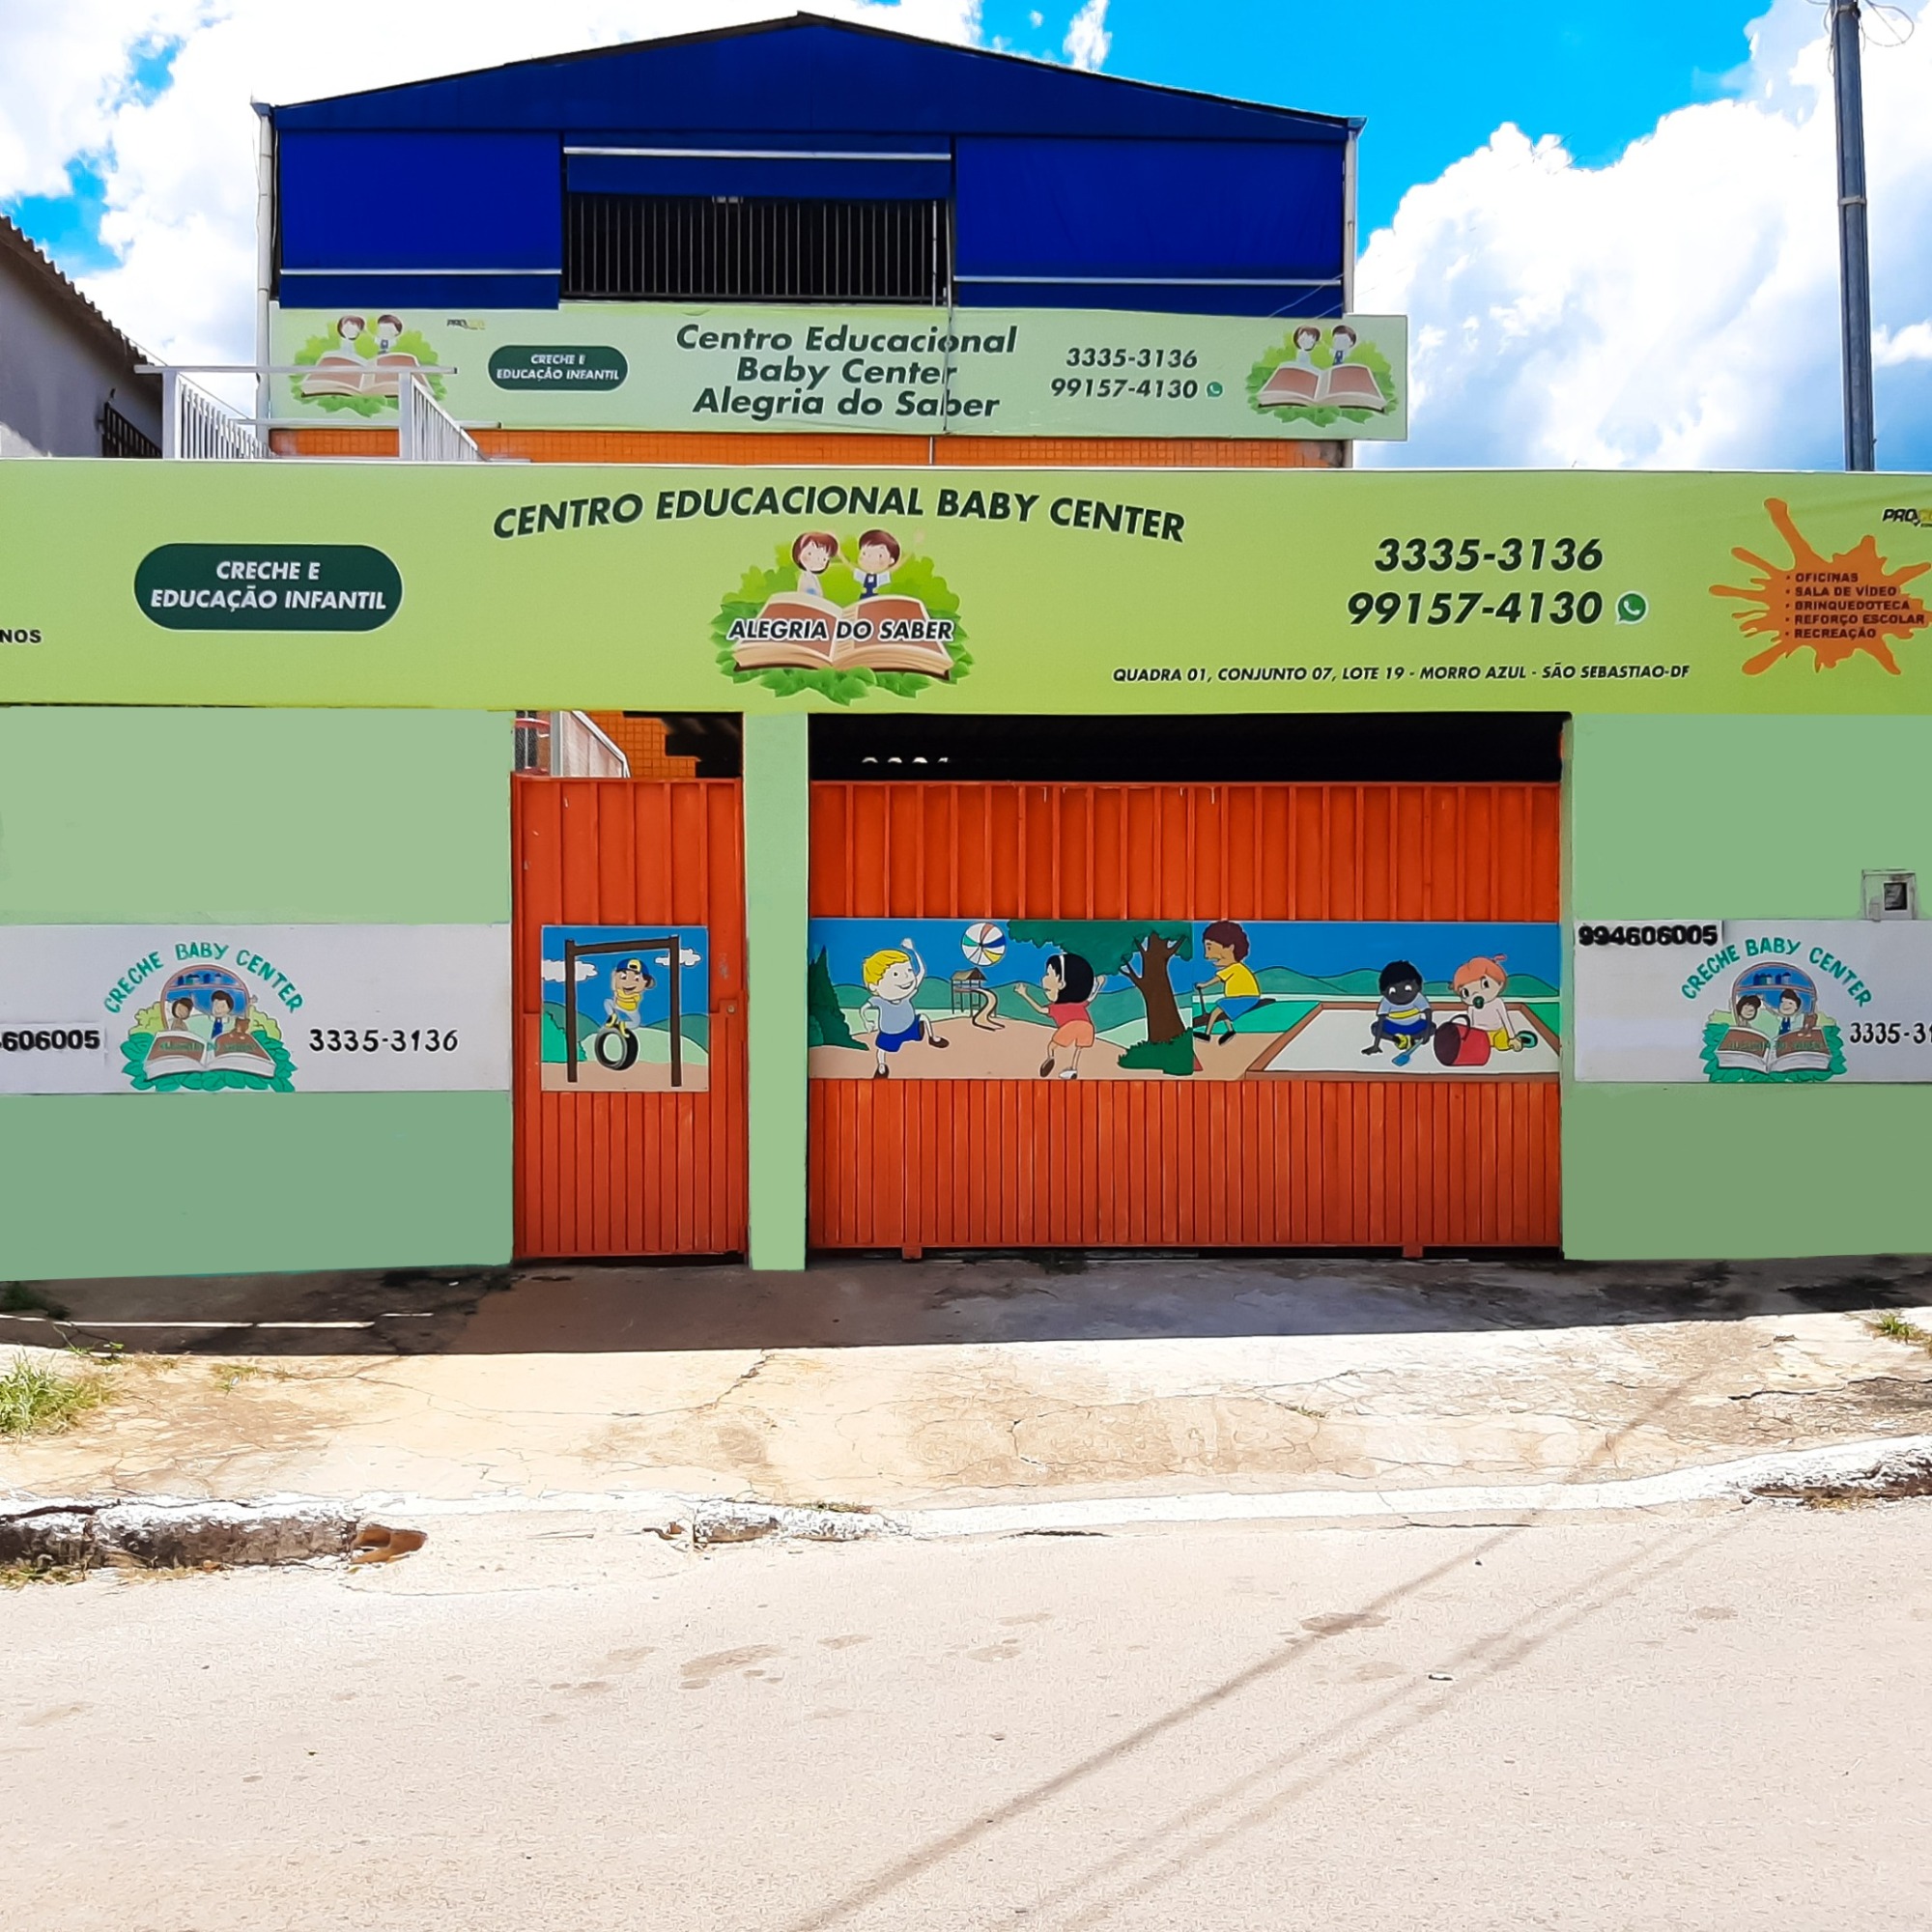 CRECHE E
EDUCAÇÃO INFANTIL
Centro Educacional
Baby Center
Alegria do Saber
3335-3136
99157-4130
CENTRO EDUCACIONAL BABY CENTER
CRECHE E
EDUCAÇÃO INFANTIL
NOS
ALEGRIA DO SABER
3335-3136
99157-4130
QUADRA 01, CONJUNTO 07, LOTE 19 - MORRO AZUL - SÃO SEBASTIAO-DF
• OFICINAS
• SALA DE VÍDEO
• BRINQUEDOTECA
• REFORÇO ESCOLAR
• RECREAÇÃO
CRECHE BABY CENTER
606005
3335-3136
994606005
CRECHE BABY CENTER
3335-3